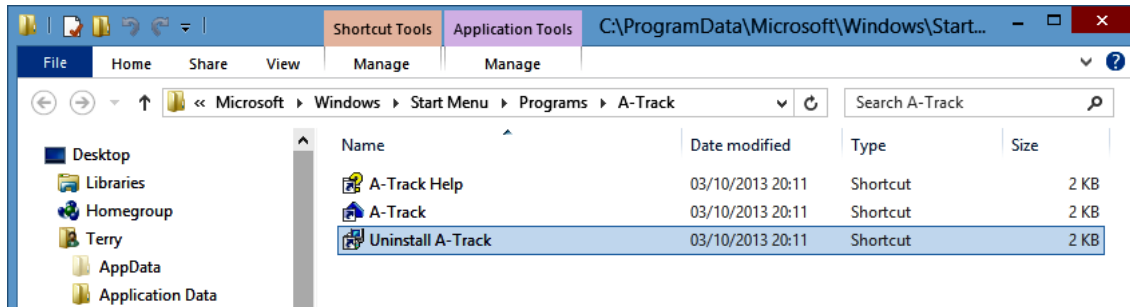 Shortcut Tools Application Tools C:\ProgramData\Microsoft\Windows\Start...
File Home Share View Manage Manage
« Microsoft Windows Start Menu Programs A-Track Search A-Track
Name Date modified Type Size
Desktop
Libraries
Homegroup
Terry
AppData
Application Data
A-Track Help 03/10/2013 20:11 Shortcut 2 KB
A-Track 03/10/2013 20:11 Shortcut 2 KB
Uninstall A-Track 03/10/2013 20:11 Shortcut 2 KB